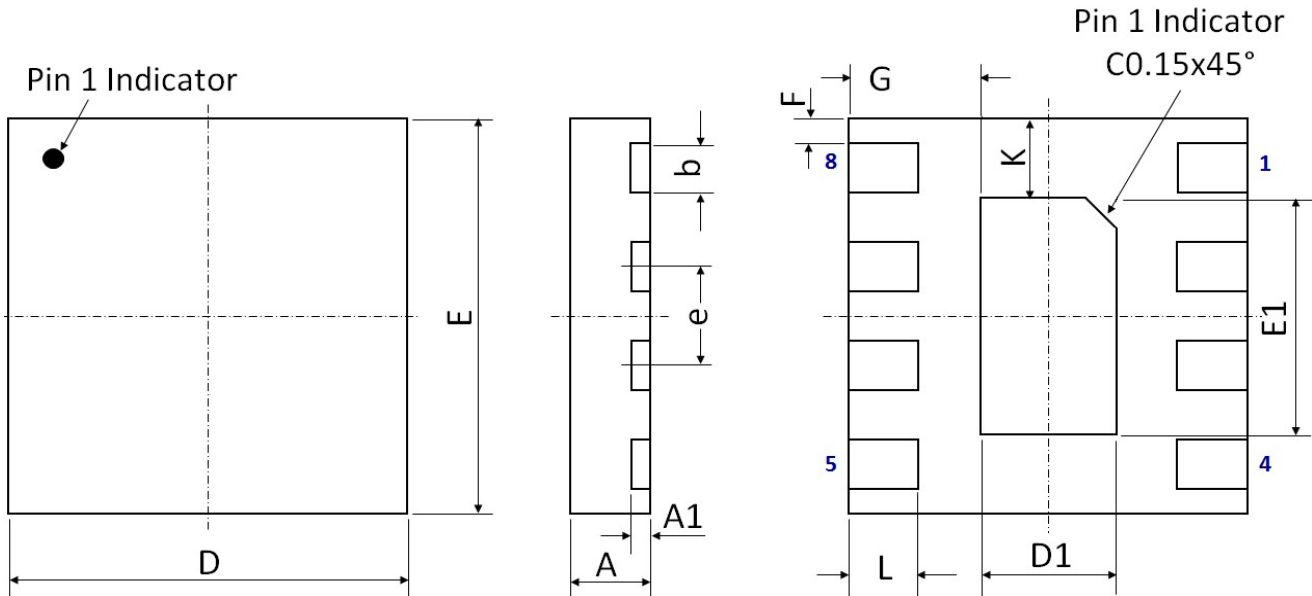 Pin 1 Indicator
D
E
b
e
A1
A
Pin 1 Indicator
C0.15x45°
G
F
K
8
1
E1
5
4
L
D1